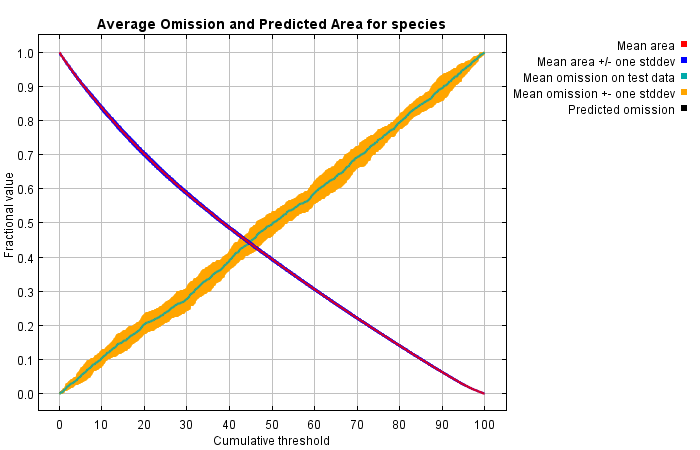 Average Omission and Predicted Area for species
Mean area
Mean area +/- one stddev
Mean omission on test data
Mean omission +- one stddev
Predicted omission
Fractional value
1.0
0.9
0.8
0.7
0.6
0.5
0.4
0.3
0.2
0.1
0.0
0 10 20 30 40 50 60 70 80 90 100
Cumulative threshold